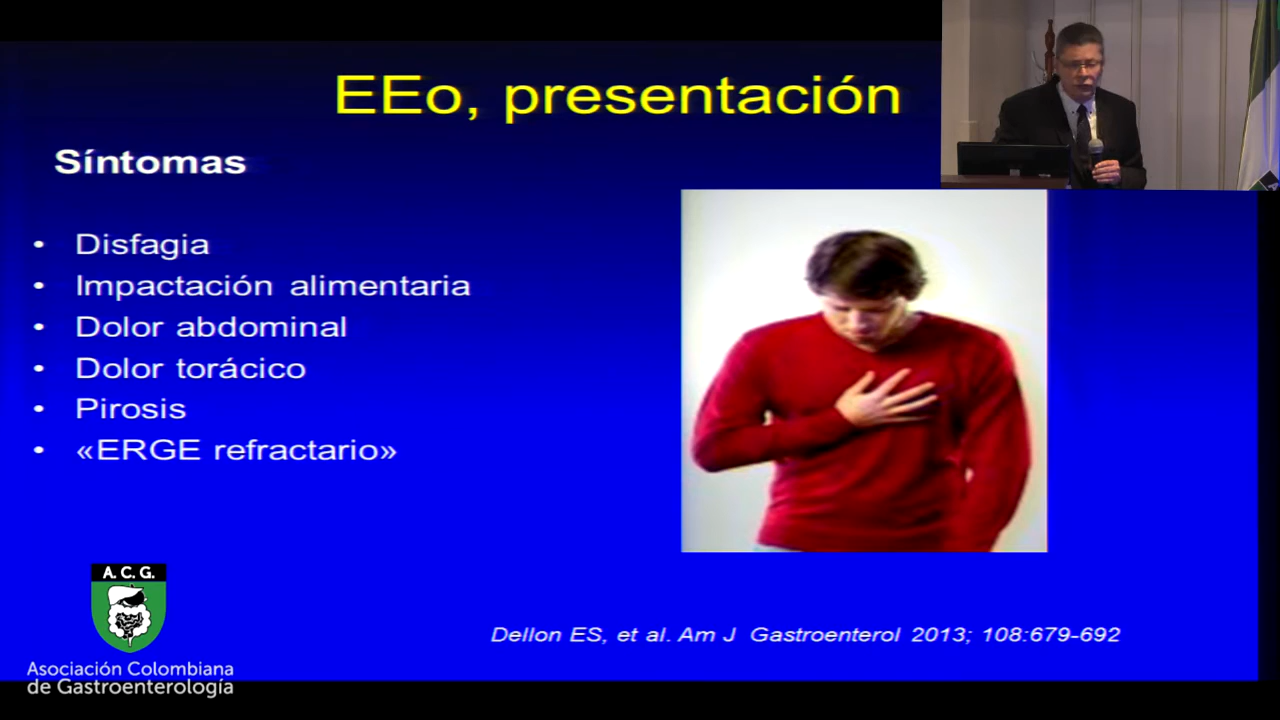 EEo, presentación
Síntomas
• Disfagia
• Impactación alimentaria
• Dolor abdominal
• Dolor torácico
• Pirosis
• «ERGE refractario»
A. C. G.
Asociación Colombiana
de Gastroenterología
Dellon ES, et al. Am J Gastroenterol 2013; 108:679-692